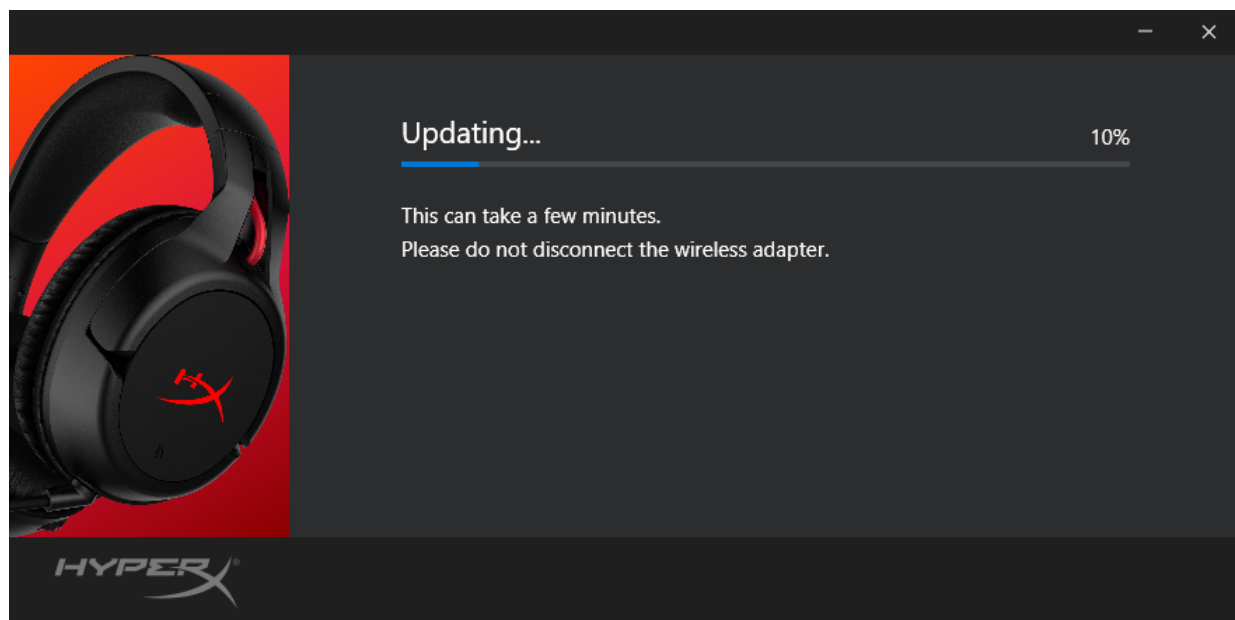 Updating...
10%
This can take a few minutes.
Please do not disconnect the wireless adapter.
HYPERX